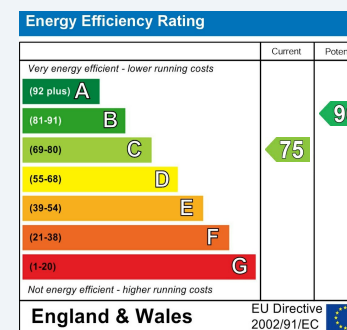 Energy Efficiency Rating
Current
Very energy efficient - lower running costs
(92 plus) A
(81-91) B
(69-80) C
75
(55-68) D
(39-54) E
(21-38) F
(1-20) G
Not energy efficient - higher running costs
England & Wales
EU Directive
2002/91/EC